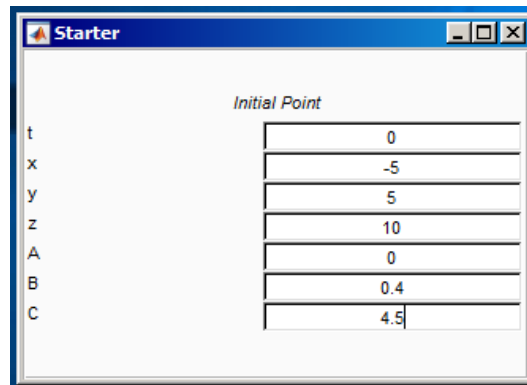 Starter
Initial Point
t 0
x -5
y 5
z 10
A 0
B 0.4
C 4.5